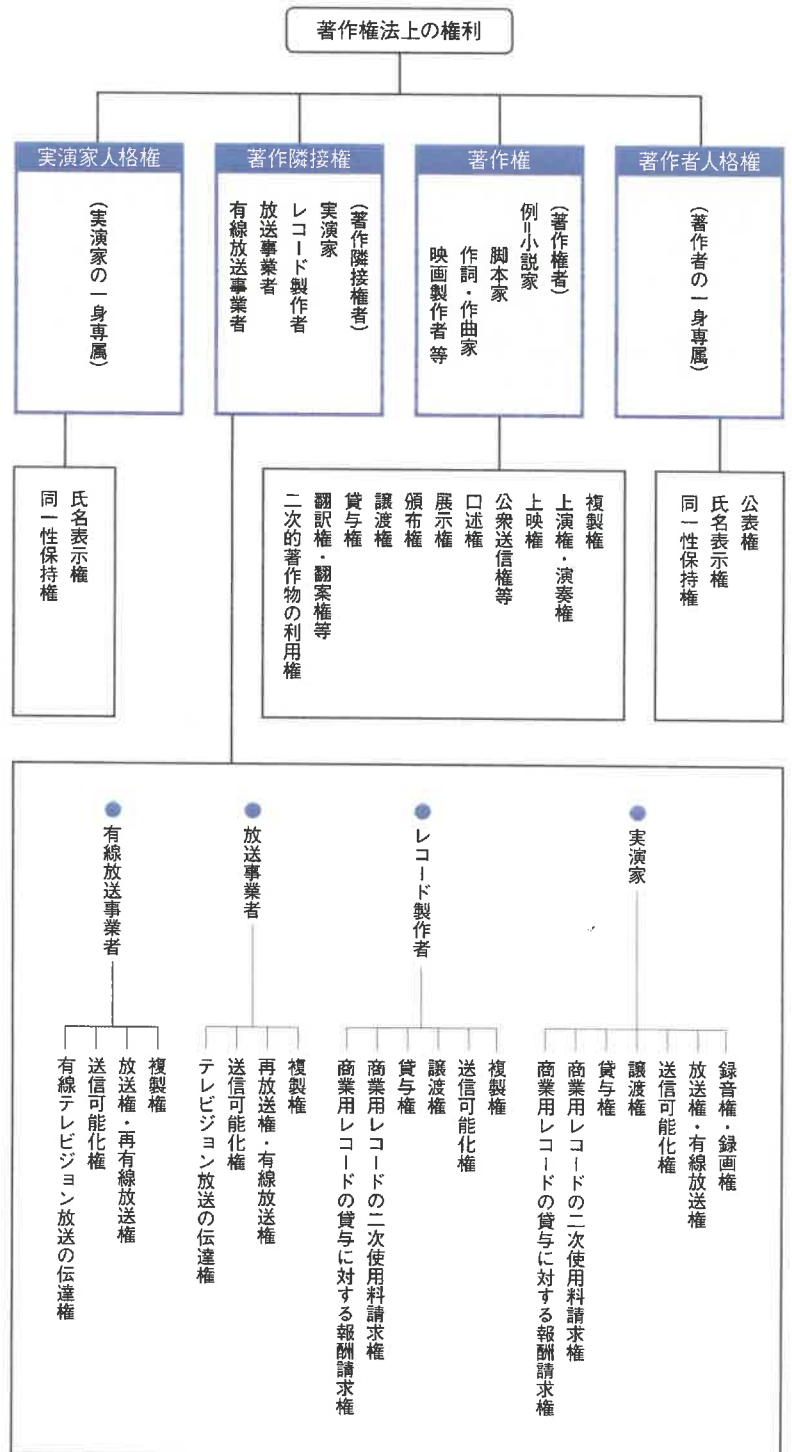 著作権法上の権利
著作者人格権
(著作者の一身専属)
公表権
氏名表示権
同一性保持権
著作権
(著作権者)
例=小説家
脚本家
作詞・作曲家
映画製作者 等
複製権
上演権・演奏権
上映権
公衆送信権等
口述権
展示権
頒布権
譲渡権
貸与権
翻訳権・翻案権等
二次的著作物の利用権
著作隣接権
(著作隣接権者)
実演家
レコード製作者
放送事業者
有線放送事業者
実演家人格権
(実演家の一身専属)
氏名表示権
同一性保持権
● 実演家
録音権・録画権
放送権・有線放送権
送信可能化権
譲渡権
貸与権
商業用レコードの二次使用料請求権
商業用レコードの貸与に対する報酬請求権
● レコード製作者
複製権
送信可能化権
譲渡権
貸与権
商業用レコードの二次使用料請求権
商業用レコードの貸与に対する報酬請求権
● 放送事業者
複製権
再放送権・有線放送権
送信可能化権
テレビジョン放送の伝達権
● 有線放送事業者
複製権
放送権・再有線放送権
送信可能化権
有線テレビジョン放送の伝達権